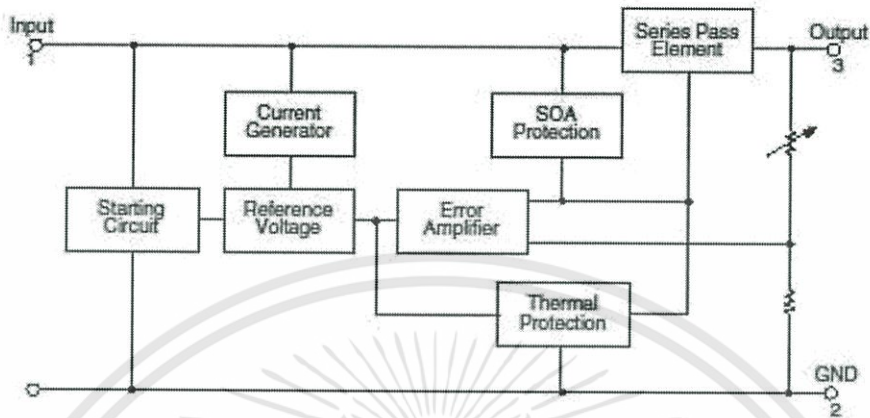 Input
1
Series Pass
Element
Output
3
Current
Generator
SOA
Protection
Starting
Circuit
Reference
Voltage
Error
Amplifier
Thermal
Protection
GND
2